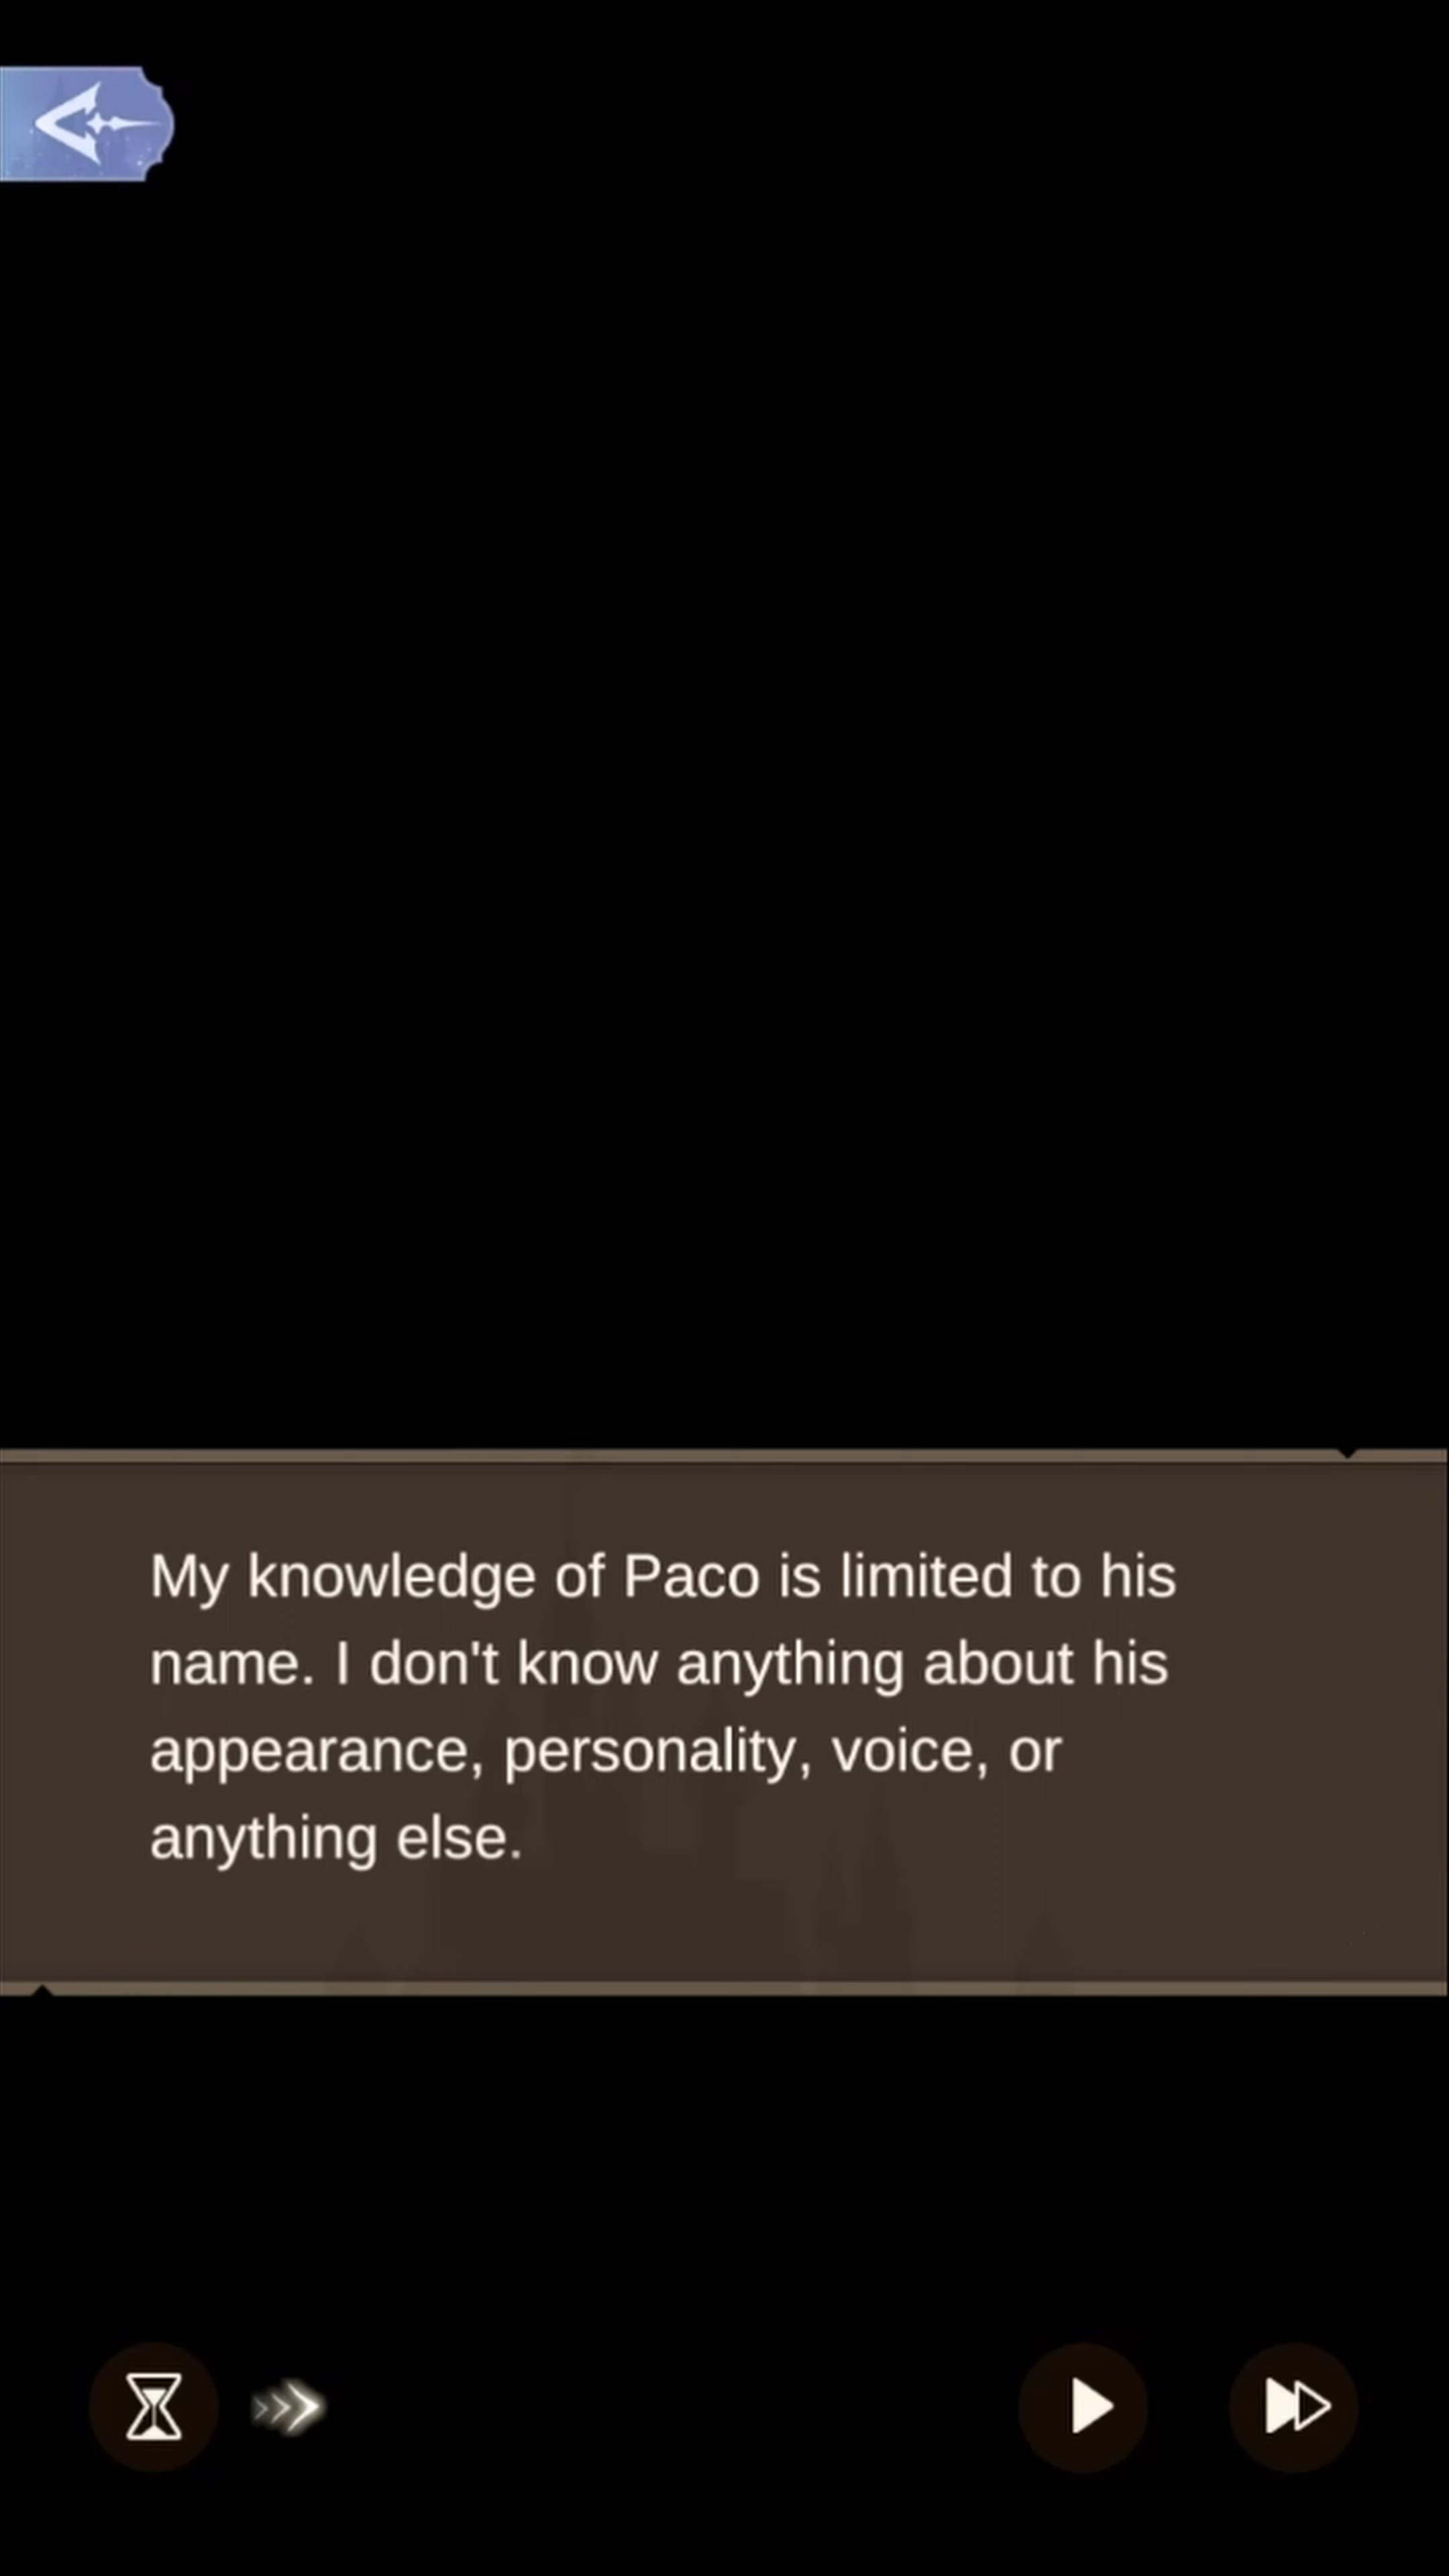 My knowledge of Paco is limited to his
name. I don't know anything about his
appearance, personality, voice, or
anything else.